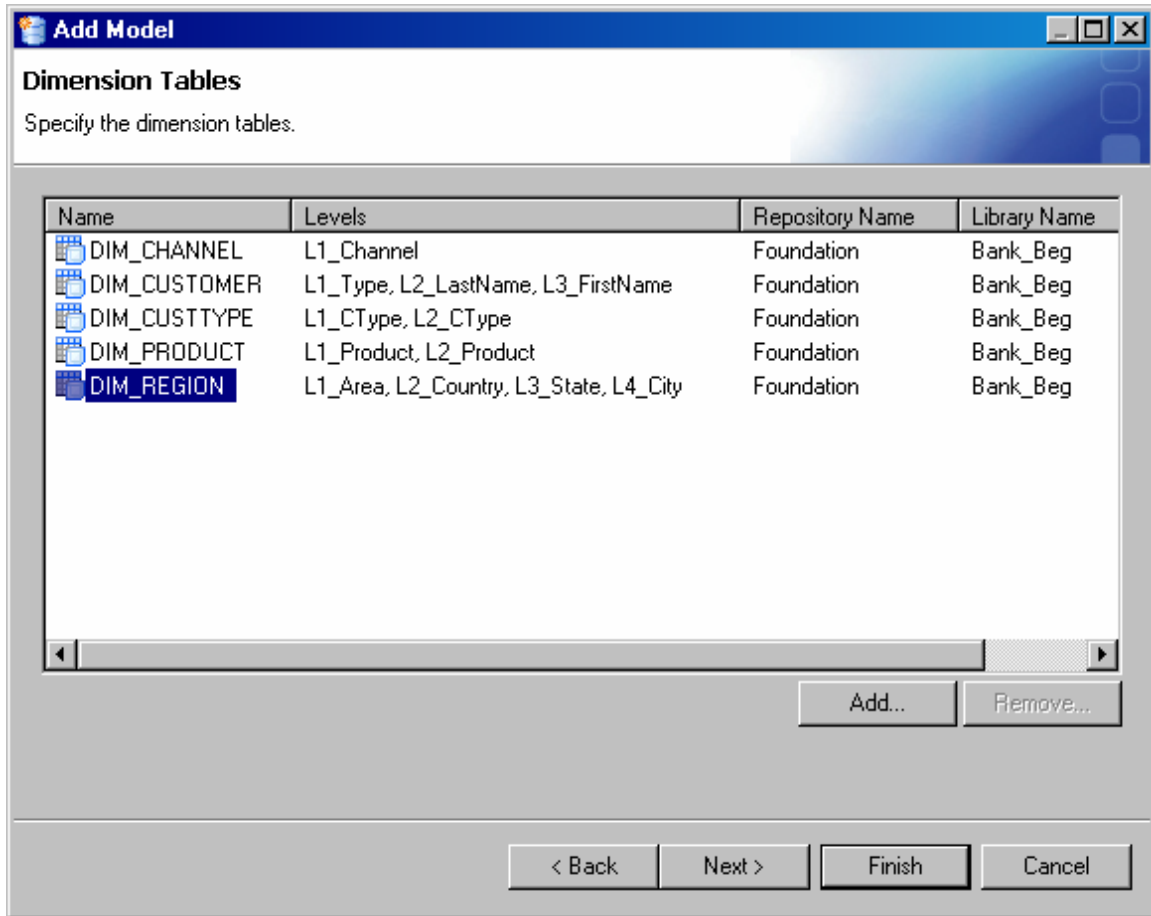 Add Model
Dimension Tables
Specify the dimension tables.
Name Levels Repository Name Library Name
DIM_CHANNEL L1_Channel Foundation Bank_Beg
DIM_CUSTOMER L1_Type, L2_LastName, L3_FirstName Foundation Bank_Beg
DIM_CUSTTYPE L1_CType, L2_CType Foundation Bank_Beg
DIM_PRODUCT L1_Product, L2_Product Foundation Bank_Beg
DIM_REGION L1_Area, L2_Country, L3_State, L4_City Foundation Bank_Beg
Add... Remove...
< Back Next > Finish Cancel